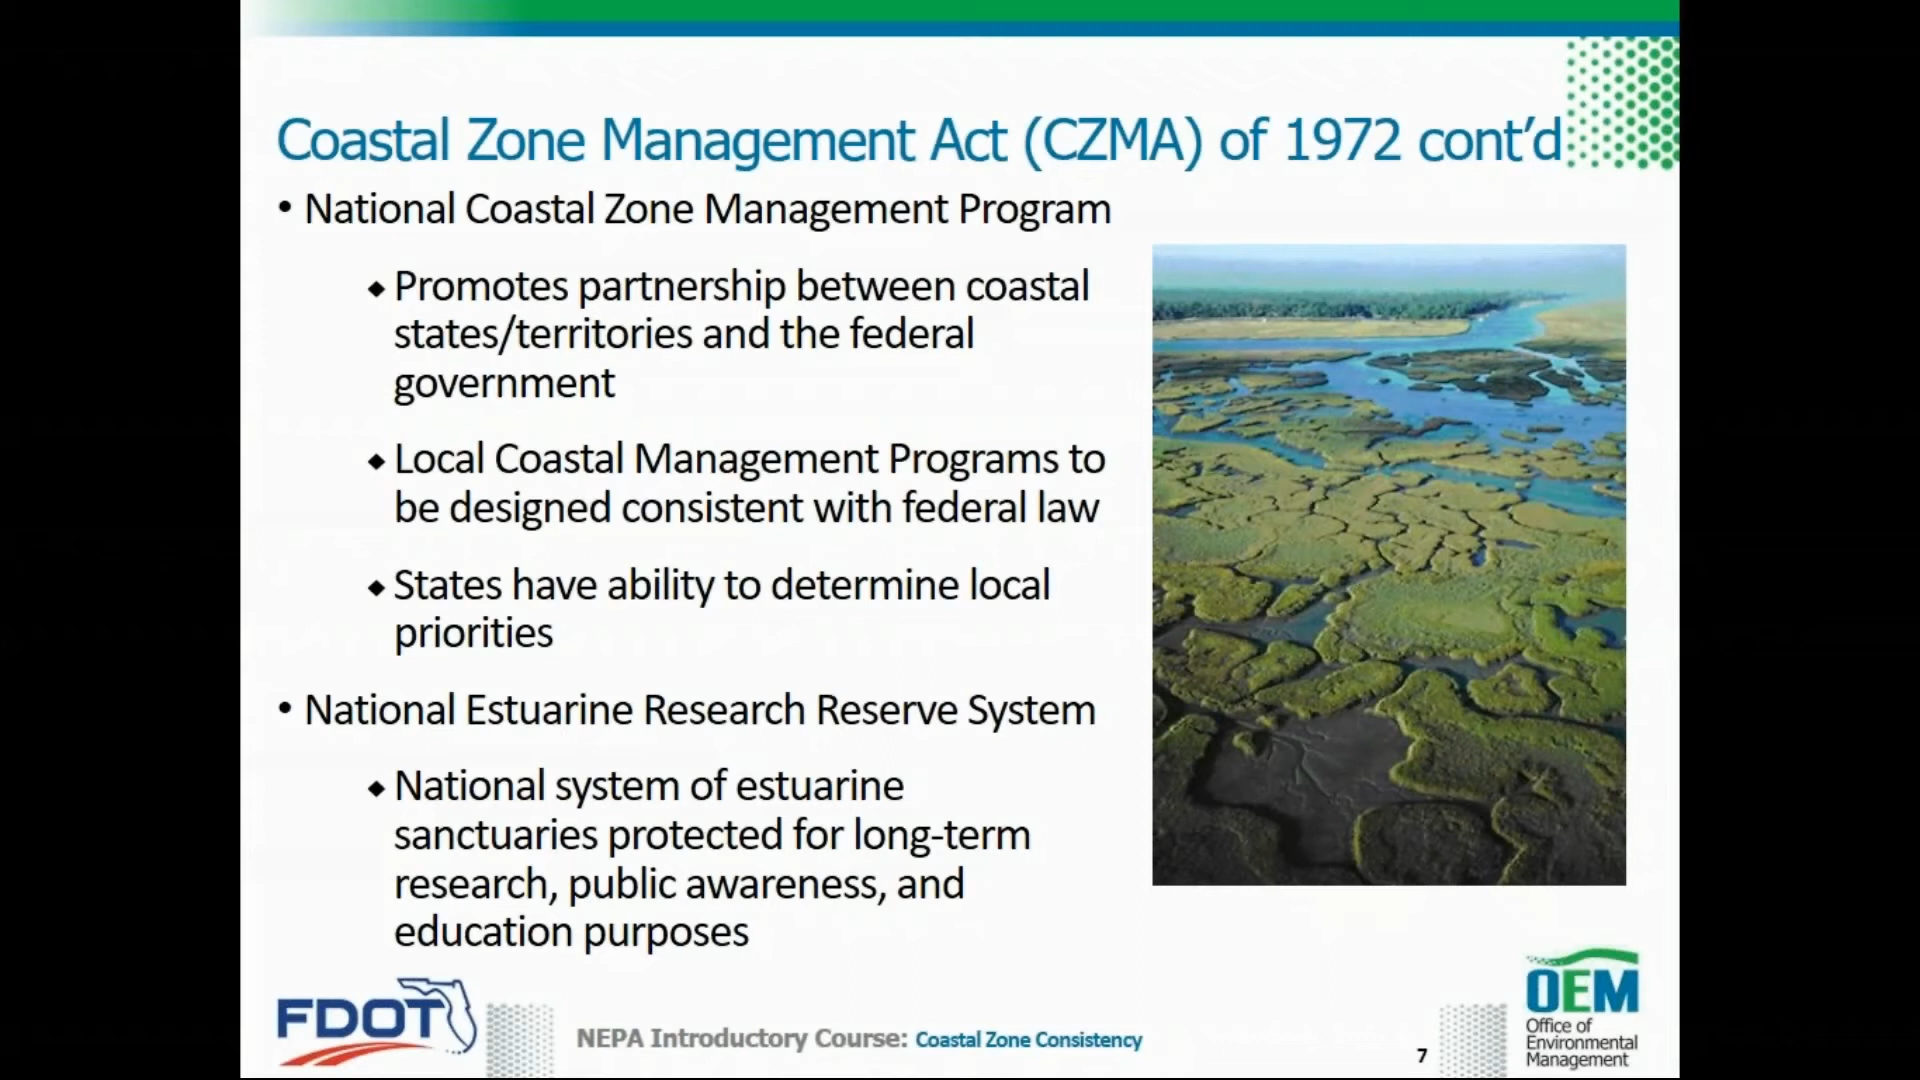 Coastal Zone Management Act (CZMA) of 1972 cont’d
• National Coastal Zone Management Program
◆ Promotes partnership between coastal
states/territories and the federal
government
◆ Local Coastal Management Programs to
be designed consistent with federal law
◆ States have ability to determine local
priorities
• National Estuarine Research Reserve System
◆ National system of estuarine
sanctuaries protected for long-term
research, public awareness, and
education purposes
FDOT
NEPA Introductory Course: Coastal Zone Consistency
7
OEM
Office of
Environmental
Management